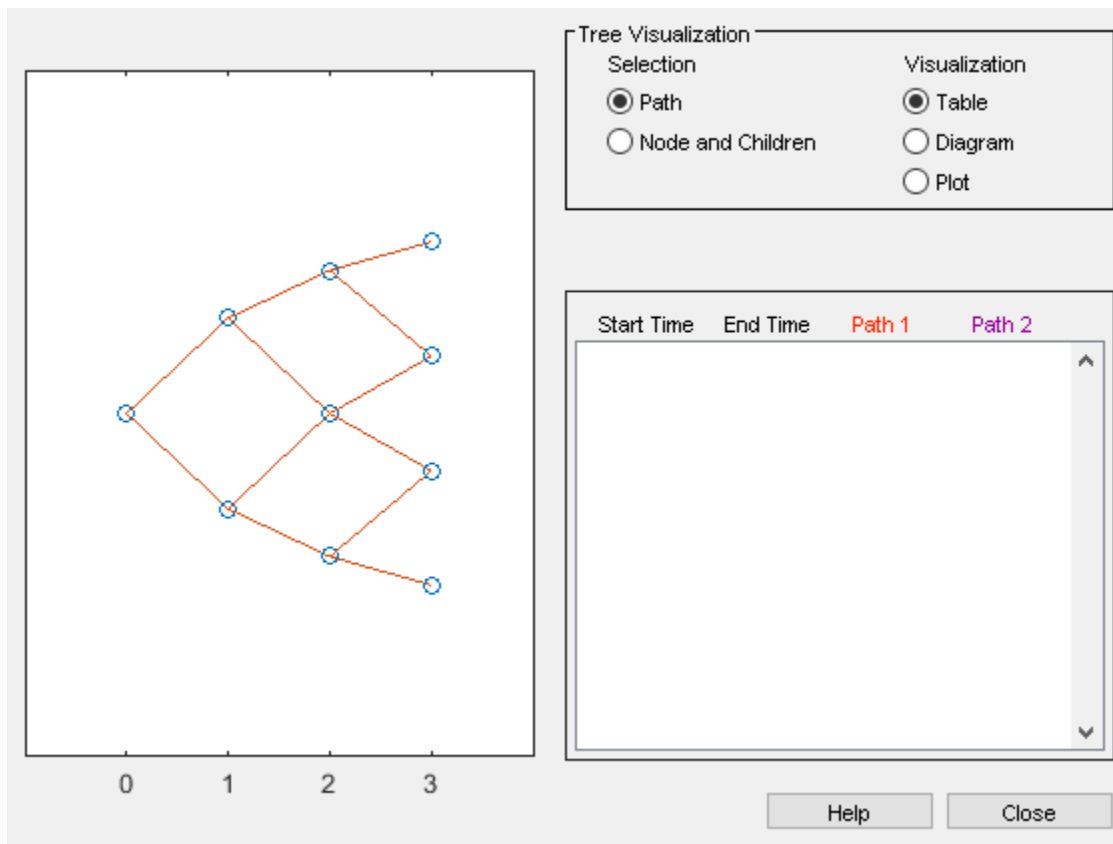 Tree Visualization
Selection Visualization
Path Table
Node and Children Diagram
Plot
Start Time End Time Path 1 Path 2
0 1 2 3
Help Close